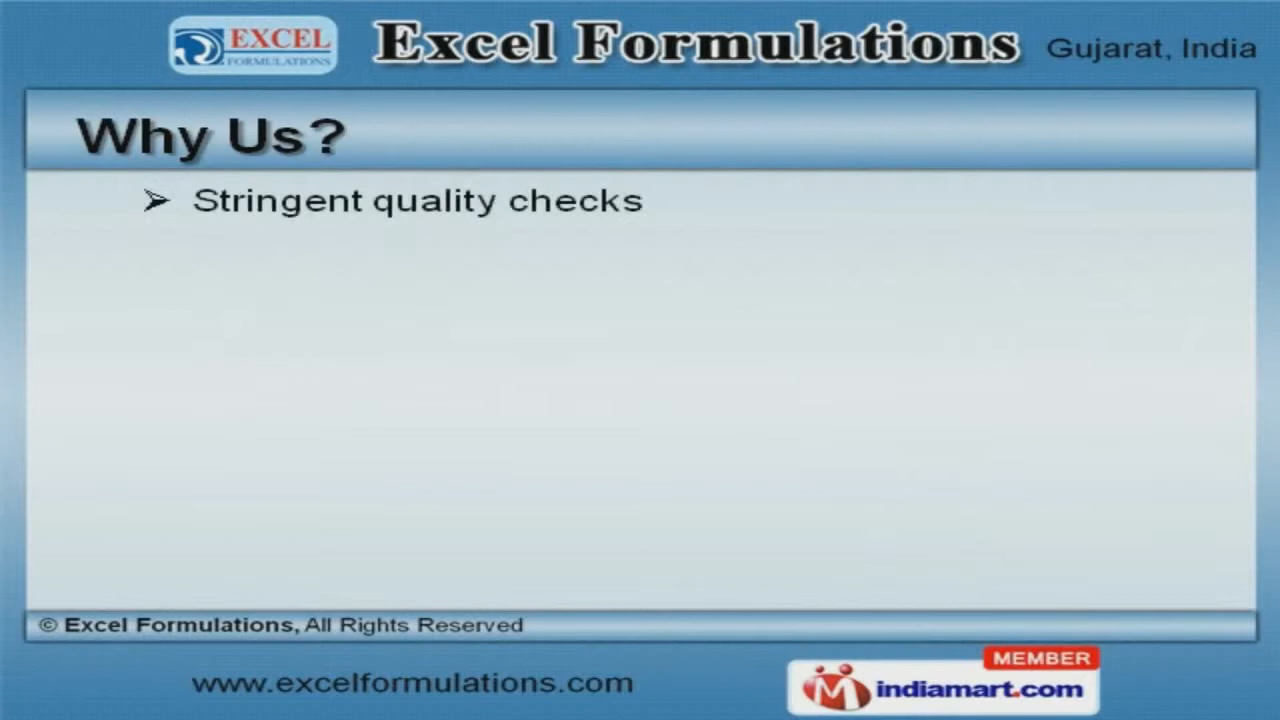 EXCEL
FORMULATIONS
Excel Formulations
Gujarat, India
Why Us?
➢ Stringent quality checks
© Excel Formulations, All Rights Reserved
www.excelformulations.com
MEMBER
indiamart.com